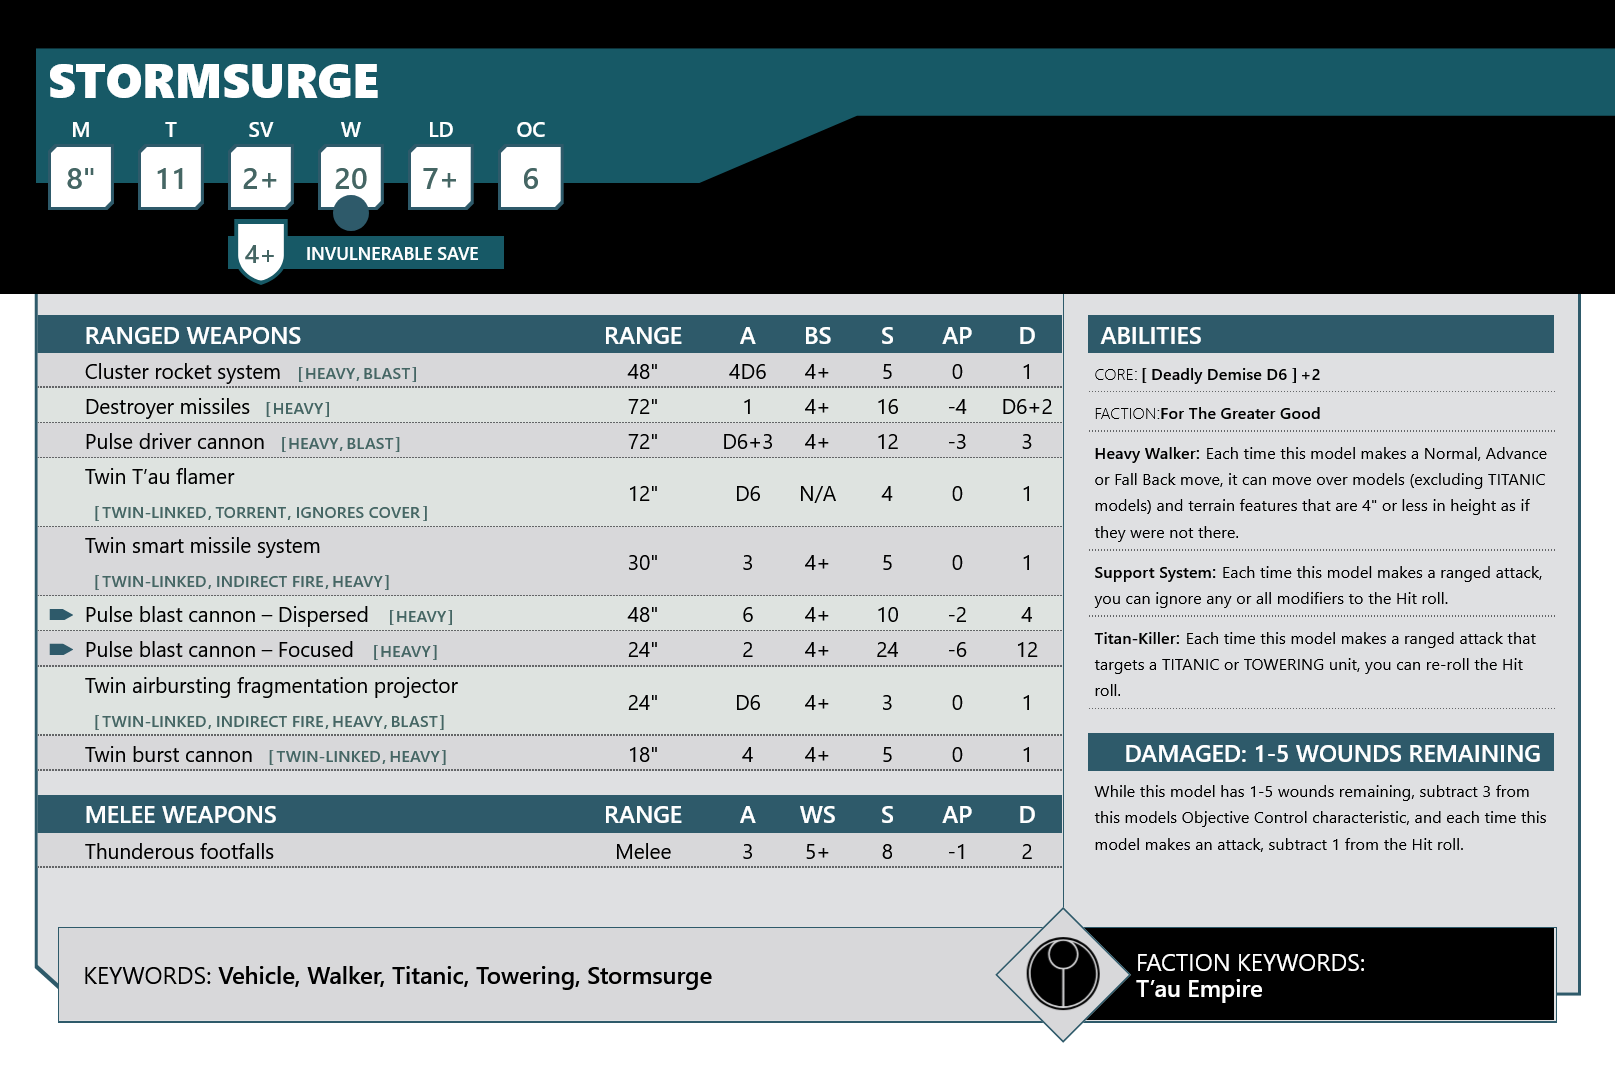 STORMSURGE
M T SV W LD OC
8" 11 2+ 20 7+ 6
4+ INVULNERABLE SAVE
RANGED WEAPONS RANGE A BS S AP D
Cluster rocket system [HEAVY, BLAST] 48" 4D6 4+ 5 0 1
Destroyer missiles [HEAVY] 72" 1 4+ 16 -4 D6+2
Pulse driver cannon [HEAVY, BLAST] 72" D6+3 4+ 12 -3 3
Twin T’au flamer
[TWIN-LINKED, TORRENT, IGNORES COVER] 12" D6 N/A 4 0 1
Twin smart missile system
[TWIN-LINKED, INDIRECT FIRE, HEAVY] 30" 3 4+ 5 0 1
Pulse blast cannon – Dispersed [HEAVY] 48" 6 4+ 10 -2 4
Pulse blast cannon – Focused [HEAVY] 24" 2 4+ 24 -6 12
Twin airbursting fragmentation projector
[TWIN-LINKED, INDIRECT FIRE, HEAVY, BLAST] 24" D6 4+ 3 0 1
Twin burst cannon [TWIN-LINKED, HEAVY] 18" 4 4+ 5 0 1
MELEE WEAPONS RANGE A WS S AP D
Thunderous footfalls Melee 3 5+ 8 -1 2
ABILITIES
CORE: [ Deadly Demise D6 ] +2
FACTION:For The Greater Good
Heavy Walker: Each time this model makes a Normal, Advance
or Fall Back move, it can move over models (excluding TITANIC
models) and terrain features that are 4" or less in height as if
they were not there.
Support System: Each time this model makes a ranged attack,
you can ignore any or all modifiers to the Hit roll.
Titan-Killer: Each time this model makes a ranged attack that
targets a TITANIC or TOWERING unit, you can re-roll the Hit
roll.
DAMAGED: 1-5 WOUNDS REMAINING
While this model has 1-5 wounds remaining, subtract 3 from
this models Objective Control characteristic, and each time this
model makes an attack, subtract 1 from the Hit roll.
KEYWORDS: Vehicle, Walker, Titanic, Towering, Stormsurge
FACTION KEYWORDS:
T’au Empire